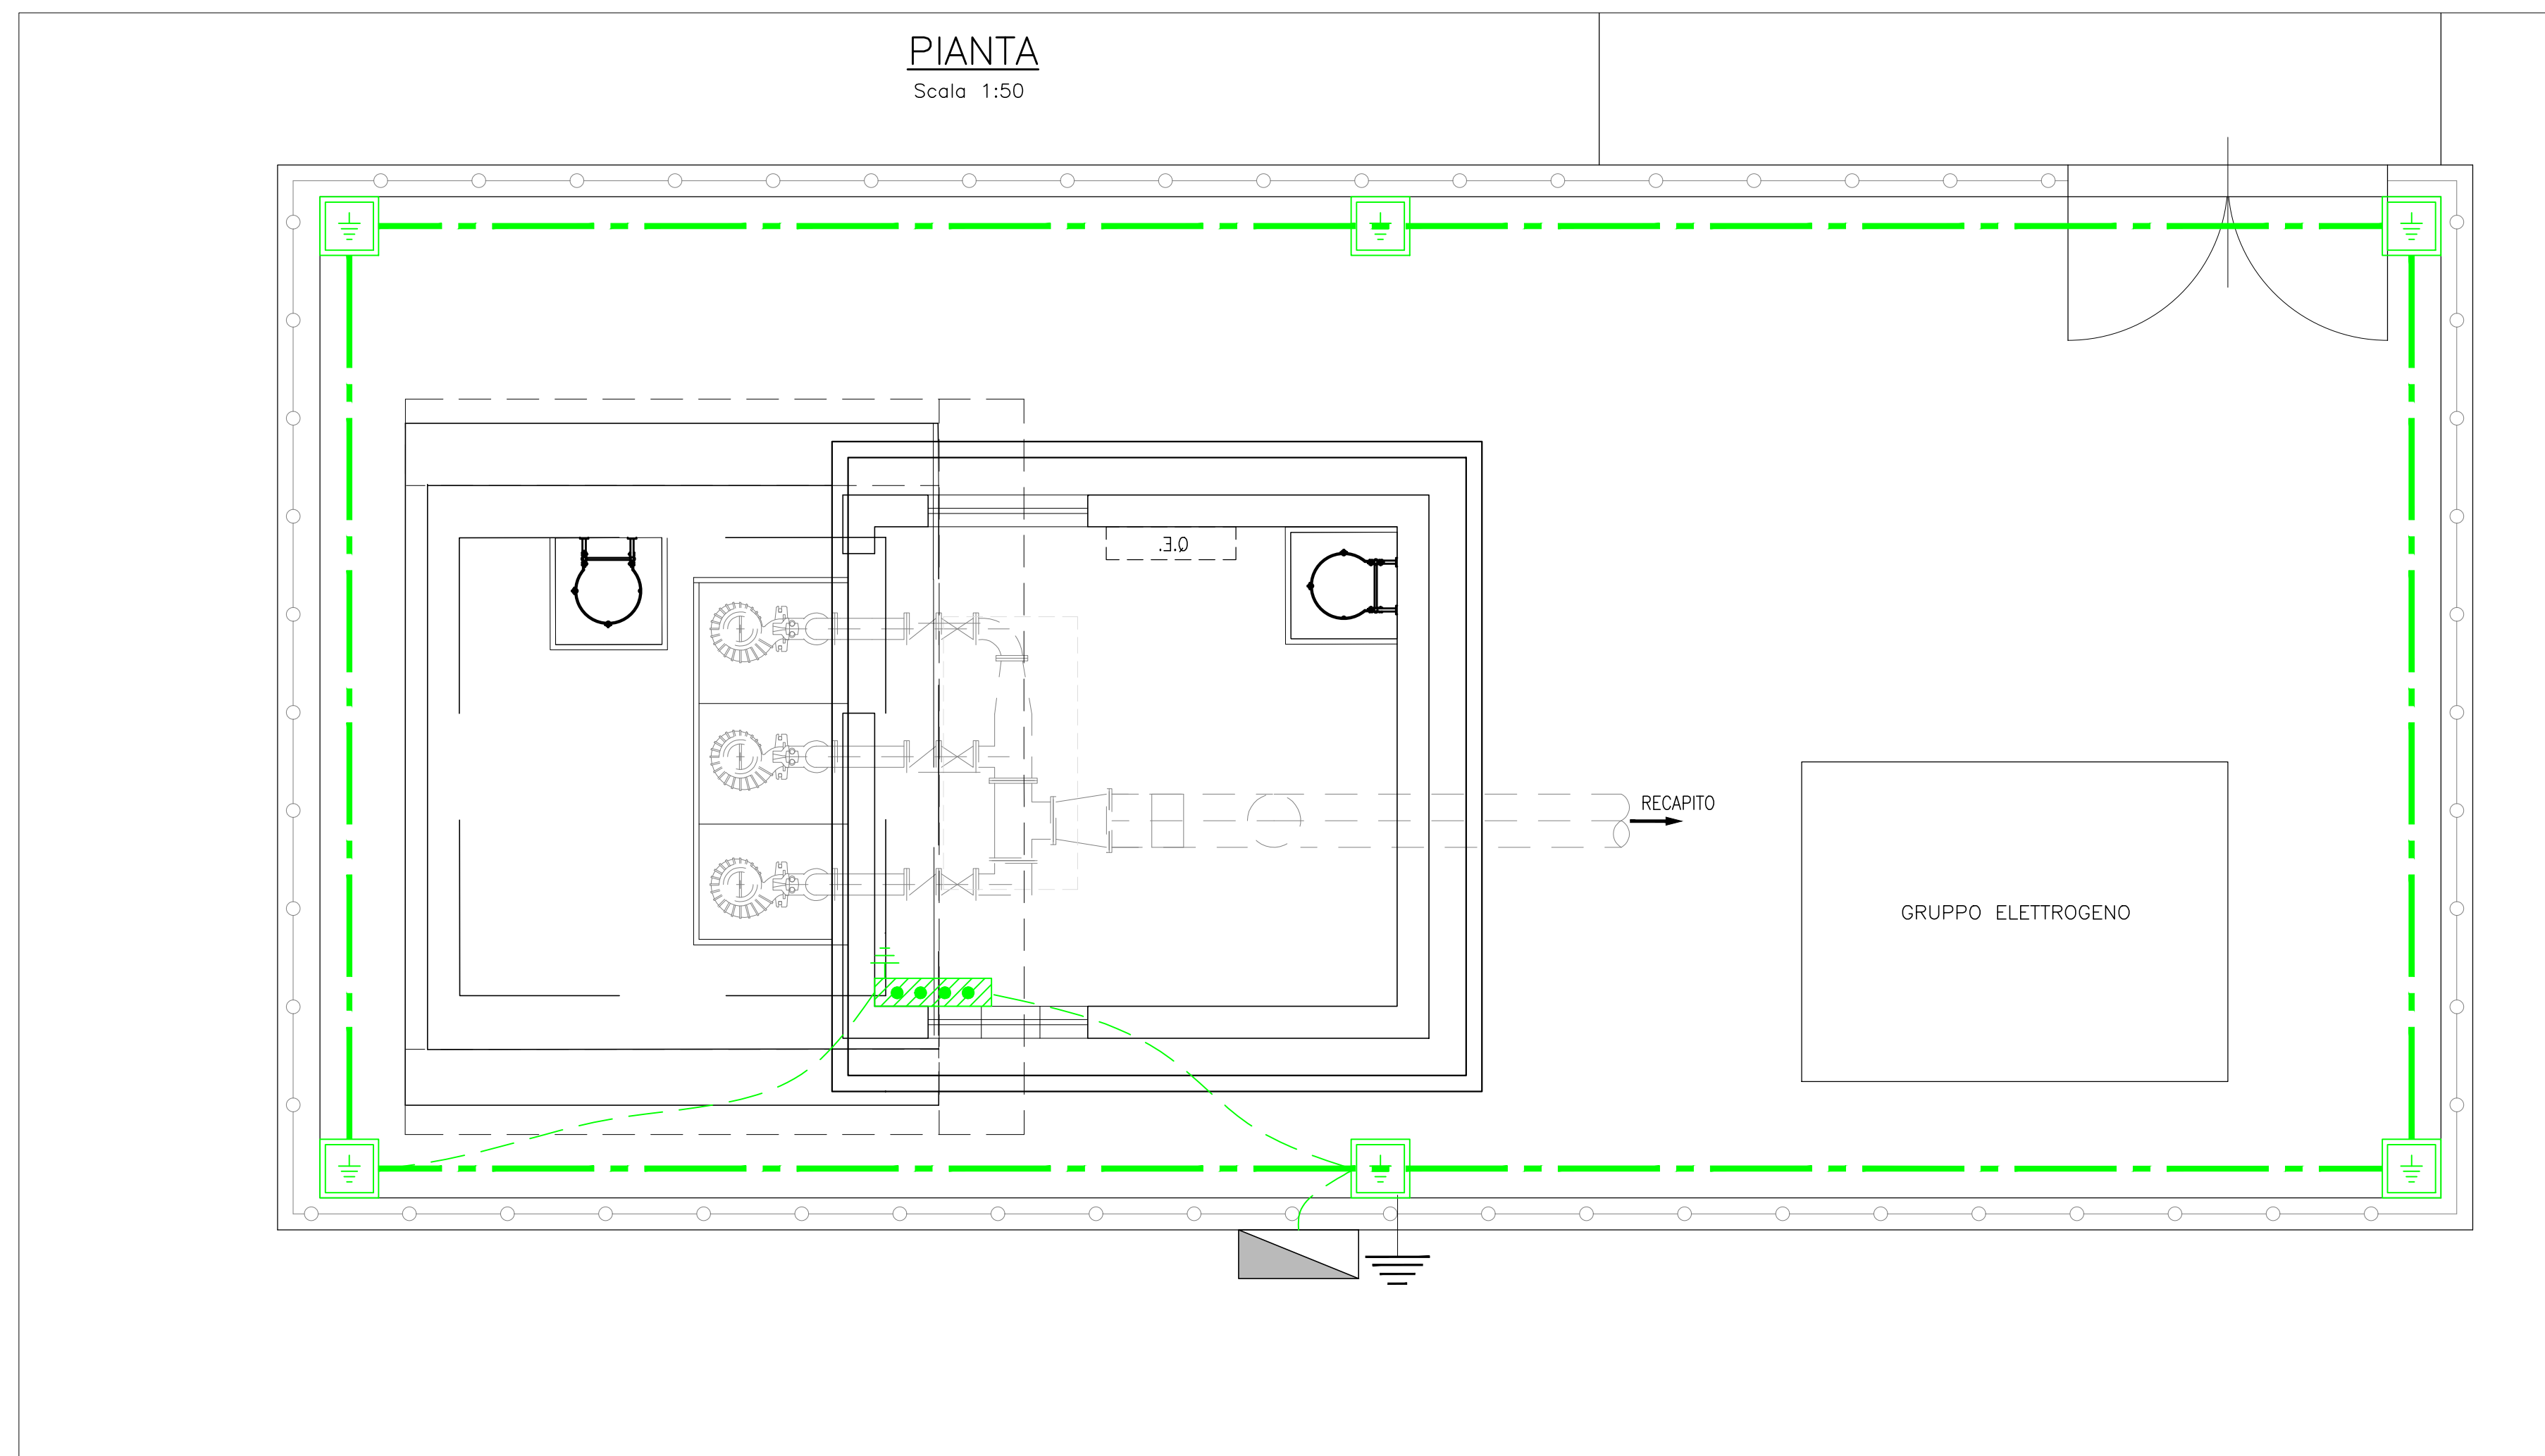 PIANTA
Scala 1:50
Q.E.
RECAPITO
GRUPPO ELETTROGENO